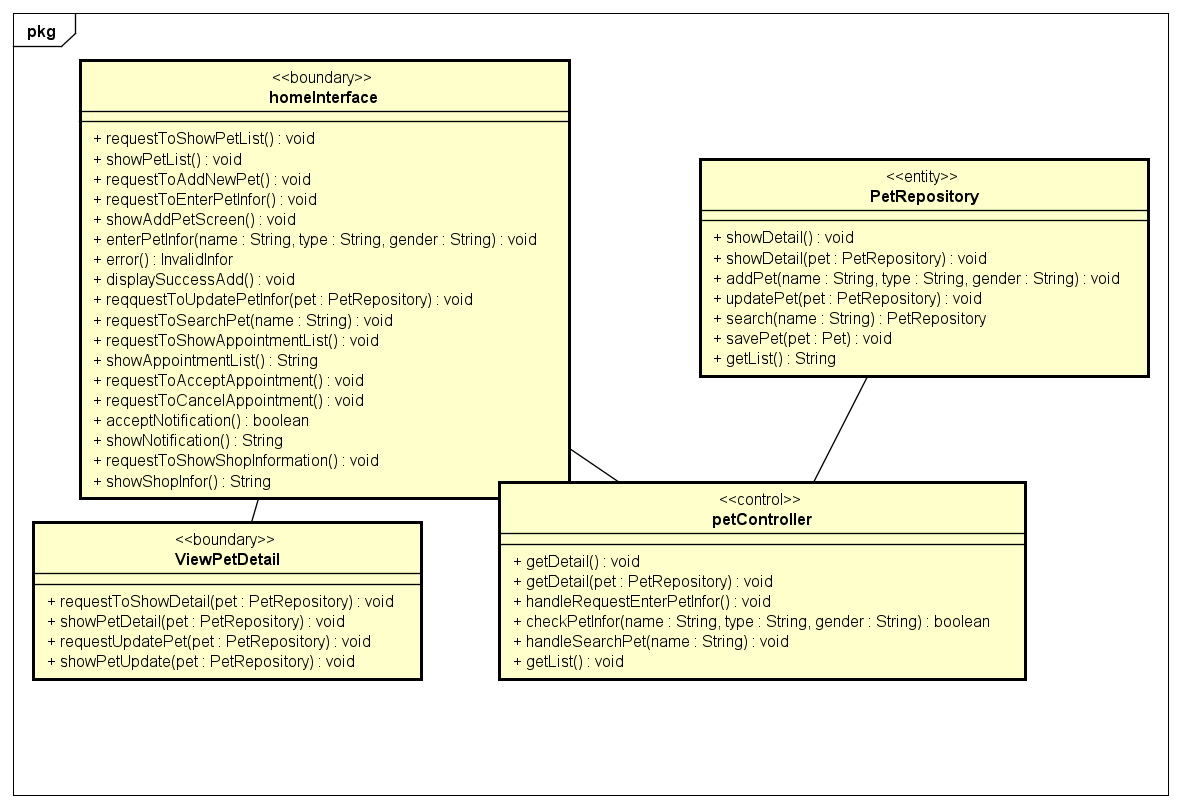 pkg
<<boundary>>
homeInterface
+ requestToShowPetList() : void
+ showPetList() : void
+ requestToAddNewPet() : void
+ requestToEnterPetInfor() : void
+ showAddPetScreen() : void
+ enterPetInfor(name : String, type : String, gender : String) : void
+ error() : InvalidInfor
+ displaySuccessAdd() : void
+ reqquestToUpdatePetInfor(pet : PetRepository) : void
+ requestToSearchPet(name : String) : void
+ requestToShowAppointmentList() : void
+ showAppointmentList() : String
+ requestToAcceptAppointment() : void
+ requestToCancelAppointment() : void
+ acceptNotification() : boolean
+ showNotification() : String
+ requestToShowShopInformation() : void
+ showShopInfor() : String
<<entity>>
PetRepository
+ showDetail() : void
+ showDetail(pet : PetRepository) : void
+ addPet(name : String, type : String, gender : String) : void
+ updatePet(pet : PetRepository) : void
+ search(name : String) : PetRepository
+ savePet(pet : Pet) : void
+ getList() : String
<<boundary>>
ViewPetDetail
+ requestToShowDetail(pet : PetRepository) : void
+ showPetDetail(pet : PetRepository) : void
+ requestUpdatePet(pet : PetRepository) : void
+ showPetUpdate(pet : PetRepository) : void
<<control>>
petController
+ getDetail() : void
+ getDetail(pet : PetRepository) : void
+ handleRequestEnterPetInfor() : void
+ checkPetInfor(name : String, type : String, gender : String) : boolean
+ handleSearchPet(name : String) : void
+ getList() : void